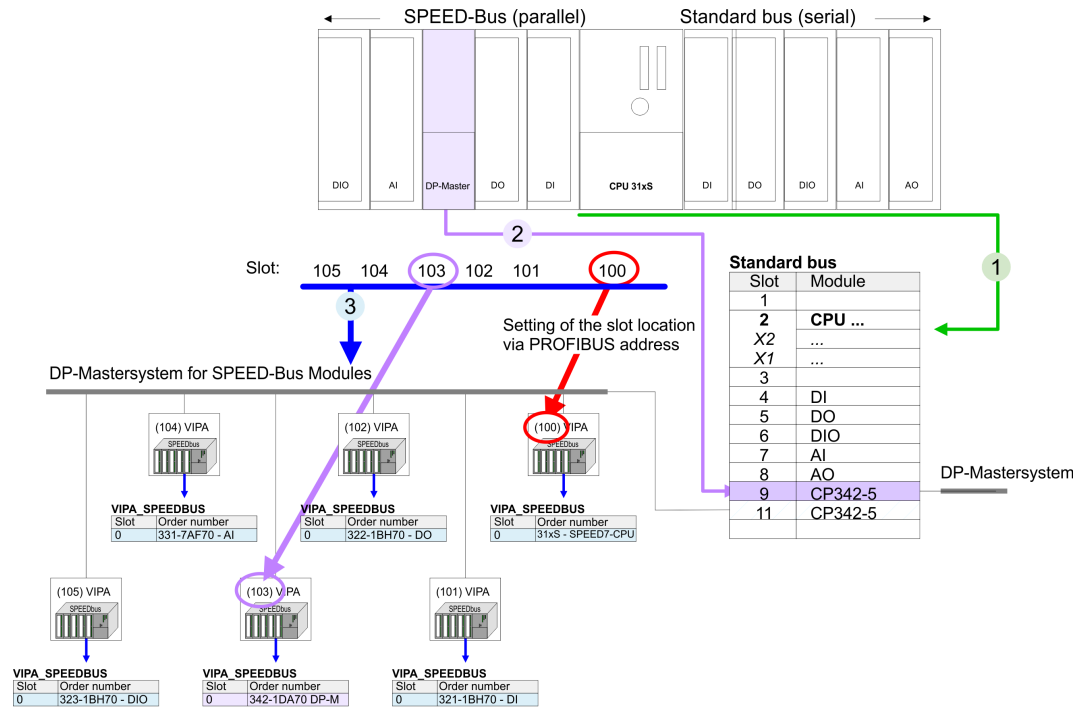 SPEED-Bus (parallel) Standard bus (serial)
DIO AI DP-Master DO DI CPU 31xS DI DO DIO AI AO
2
1
Slot: 105 104 103 102 101 100
3
Setting of the slot location
via PROFIBUS address
Standard bus
Slot Module
1
2 CPU ...
X2 ...
X1 ...
3
4 DI
5 DO
6 DIO
7 AI
8 AO
9 CP342-5
11 CP342-5
DP-Mastersystem
DP-Mastersystem for SPEED-Bus Modules
(104) VIPA (102) VIPA (100) VIPA
SPEEDbus SPEEDbus SPEEDbus
VIPA_SPEEDBUS VIPA_SPEEDBUS VIPA_SPEEDBUS
Slot Order number Slot Order number Slot Order number
0 331-7AF70 - AI 0 322-1BH70 - DO 0 31xS - SPEED7-CPU
(105) VIPA (103) VIPA (101) VIPA
SPEEDbus SPEEDbus SPEEDbus
VIPA_SPEEDBUS VIPA_SPEEDBUS VIPA_SPEEDBUS
Slot Order number Slot Order number Slot Order number
0 323-1BH70 - DIO 0 342-1DA70 DP-M 0 321-1BH70 - DI